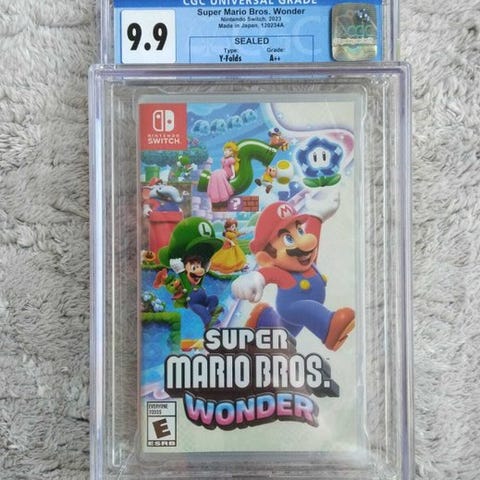 CGC UNIVERSAL GRADE
9.9
Super Mario Bros. Wonder
Nintendo Switch, 2023
Made in Japan, 120234A
SEALED
Type: Grade:
Y-Folds A++
NINTENDO
SWITCH
?
L
M
SUPER
MARIO BROS.
WONDER
EVERYONE
E
ESRB